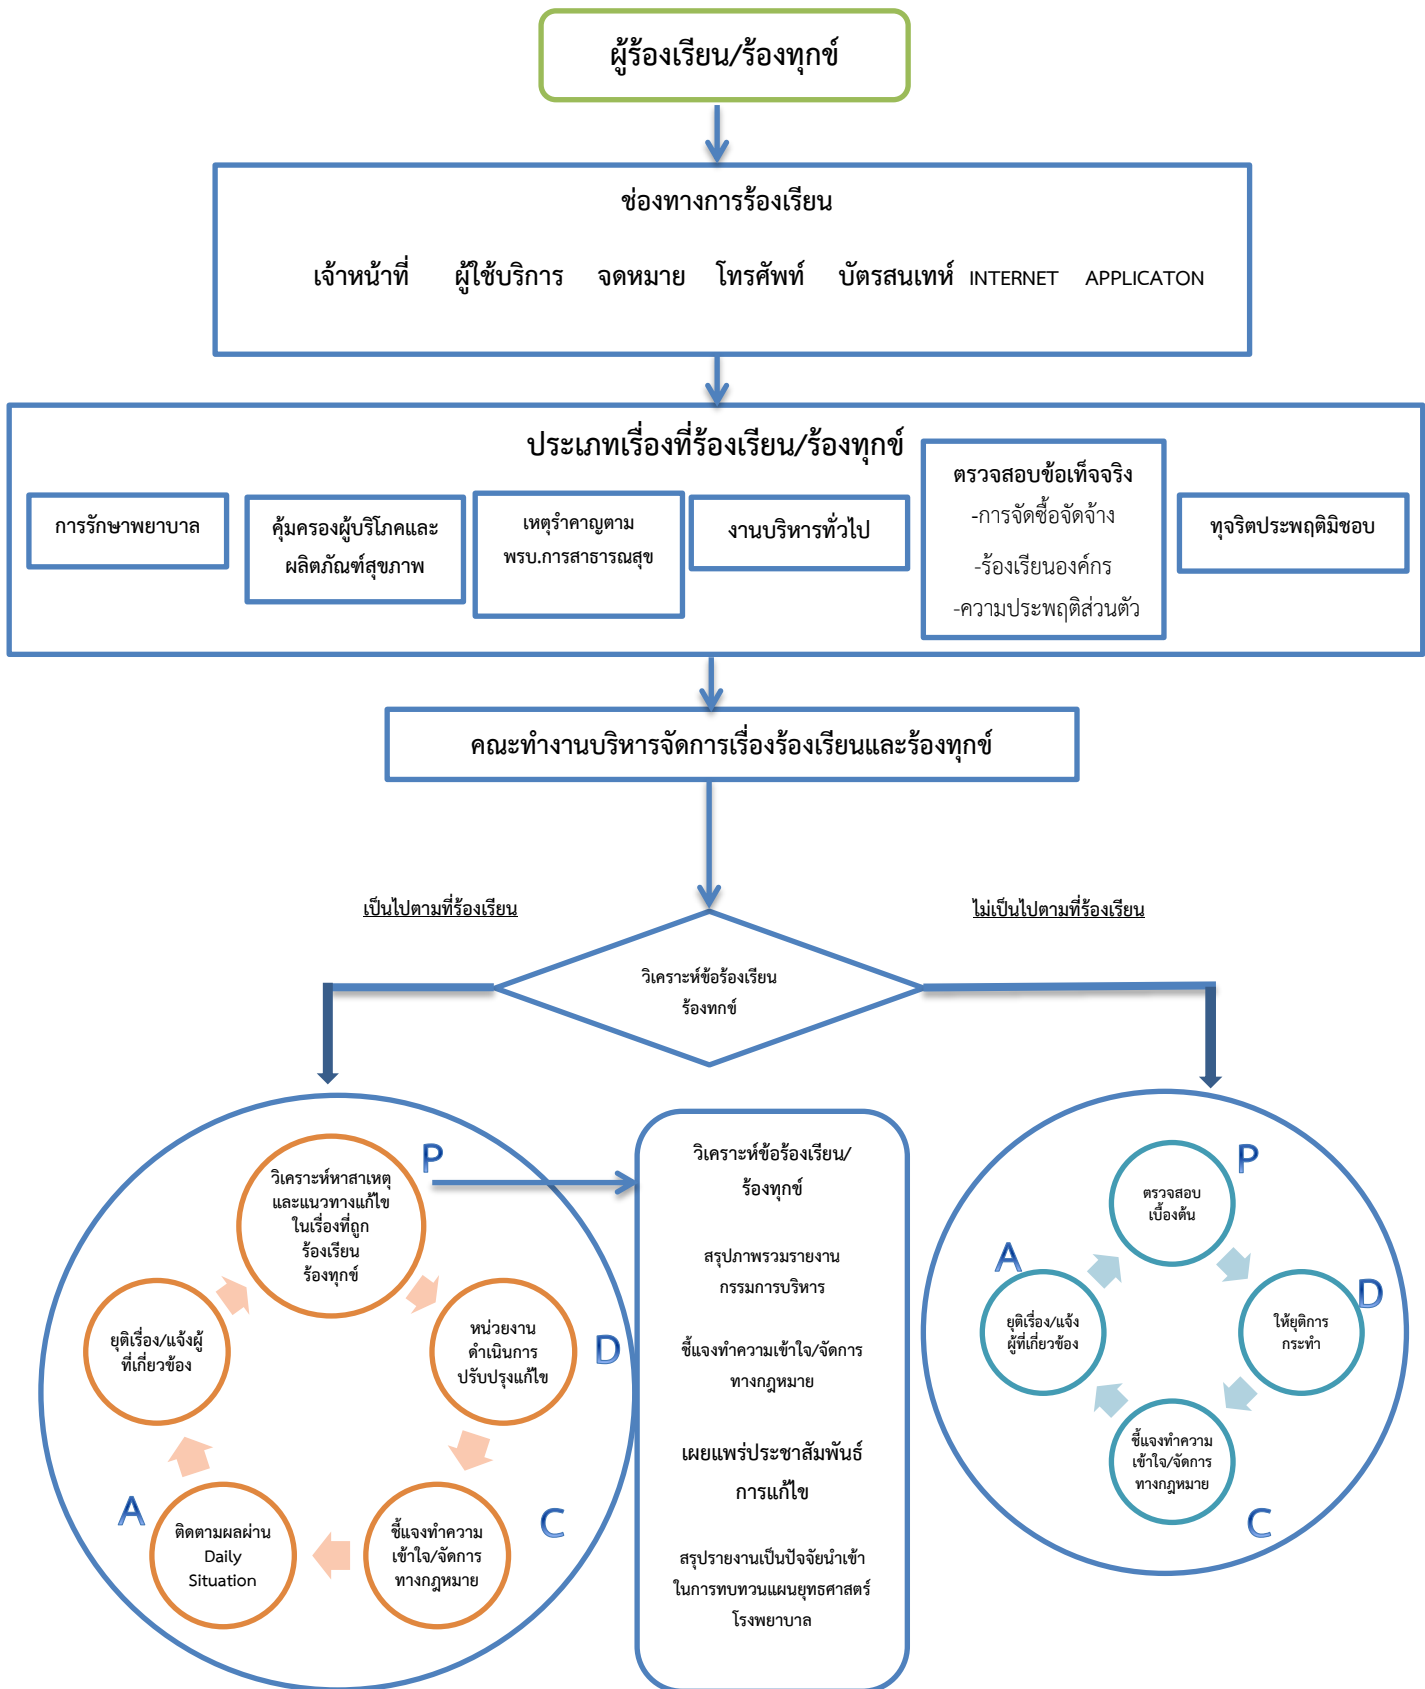 ผู้ร้องเรียน/ร้องทุกข์
ช่องทางการร้องเรียน
เจ้าหน้าที่ ผู้ใช้บริการ จดหมาย โทรศัพท์ บัตรสนเทห์ INTERNET APPLICATON
ประเภทเรื่องที่ร้องเรียน/ร้องทุกข์
การรักษาพยาบาล
คุ้มครองผู้บริโภคและ
ผลิตภัณฑ์สุขภาพ
เหตุรำคาญตาม
พรบ.การสาธารณสุข
งานบริหารทั่วไป
ตรวจสอบข้อเท็จจริง
-การจัดซื้อจัดจ้าง
-ร้องเรียนองค์กร
-ความประพฤติส่วนตัว
ทุจริตประพฤติมิชอบ
คณะทำงานบริหารจัดการเรื่องร้องเรียนและร้องทุกข์
เป็นไปตามที่ร้องเรียน
ไม่เป็นไปตามที่ร้องเรียน
วิเคราะห์ข้อร้องเรียน
ร้องทกข์
P
วิเคราะห์หาสาเหตุ
และแนวทางแก้ไข
ในเรื่องที่ถูก
ร้องเรียน
ร้องทุกข์
หน่วยงาน
ดำเนินการ
ปรับปรุงแก้ไข
D
ชี้แจงทำความ
เข้าใจ/จัดการ
ทางกฎหมาย
C
ติดตามผลผ่าน
Daily
Situation
A
ยุติเรื่อง/แจ้งผู้
ที่เกี่ยวข้อง
วิเคราะห์ข้อร้องเรียน/
ร้องทุกข์
สรุปภาพรวมรายงาน
กรรมการบริหาร
ชี้แจงทำความเข้าใจ/จัดการ
ทางกฎหมาย
เผยแพร่ประชาสัมพันธ์
การแก้ไข
สรุปรายงานเป็นปัจจัยนำเข้า
ในการทบทวนแผนยุทธศาสตร์
โรงพยาบาล
P
ตรวจสอบ
เบื้องต้น
D
ให้ยุติการ
กระทำ
ชี้แจงทำความ
เข้าใจ/จัดการ
ทางกฎหมาย
C
A
ยุติเรื่อง/แจ้ง
ผู้ที่เกี่ยวข้อง